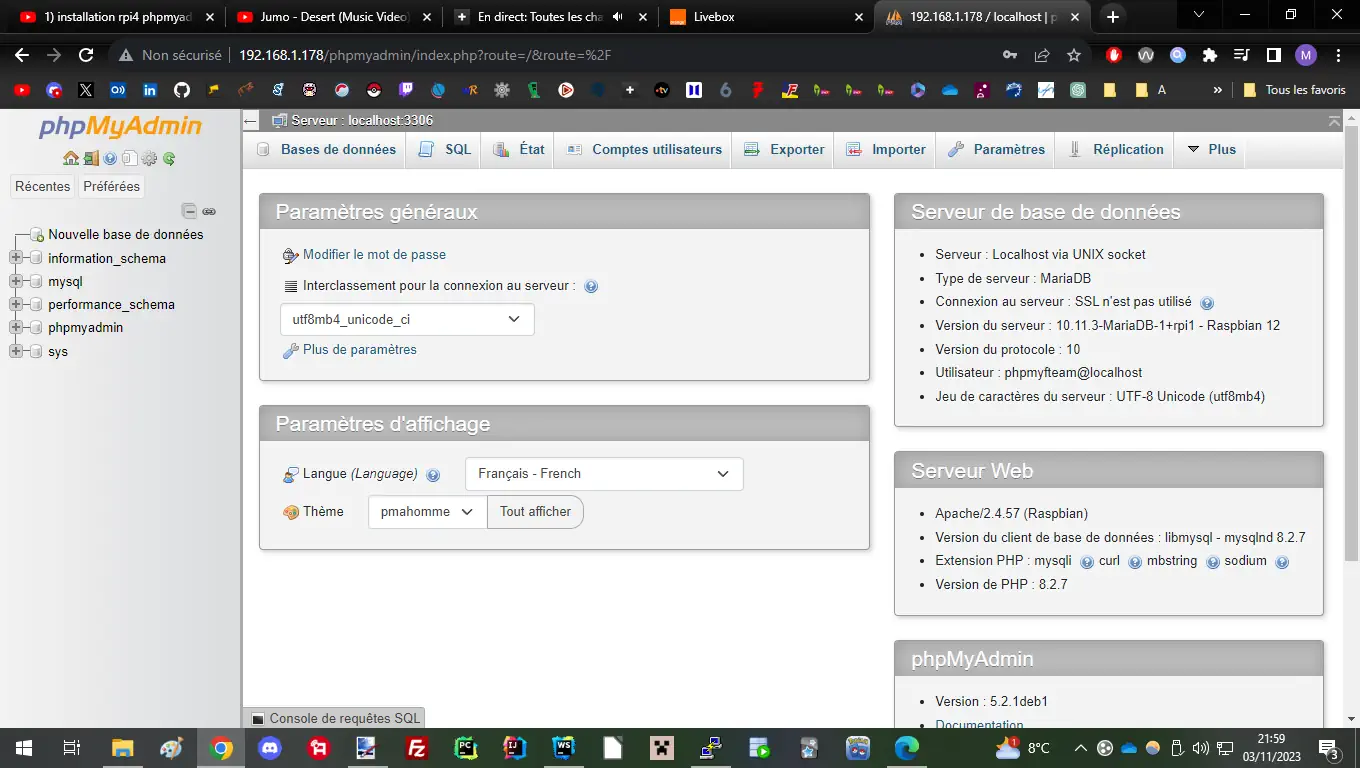 1) installation rpi4 phpmyad
Jumo - Desert (Music Video)
En direct: Toutes les cha
Livebox
192.168.1.178 / localhost | p
Non sécurisé
192.168.1.178/phpmyadmin/index.php?route=/&route=%2F
M
A
»
Tous les favoris
phpMyAdmin
Récentes
Préférées
Nouvelle base de données
information_schema
mysql
performance_schema
phpmyadmin
sys
Serveur : localhost:3306
Bases de données
SQL
État
Comptes utilisateurs
Exporter
Importer
Paramètres
Réplication
Plus
Paramètres généraux
Modifier le mot de passe
Interclassement pour la connexion au serveur :
utf8mb4_unicode_ci
Plus de paramètres
Paramètres d'affichage
Langue (Language)
Français - French
Thème
pmahomme
Tout afficher
Serveur de base de données
Serveur : Localhost via UNIX socket
Type de serveur : MariaDB
Connexion au serveur : SSL n'est pas utilisé
Version du serveur : 10.11.3-MariaDB-1+rpi1 - Raspbian 12
Version du protocole : 10
Utilisateur : phpmyfteam@localhost
Jeu de caractères du serveur : UTF-8 Unicode (utf8mb4)
Serveur Web
Apache/2.4.57 (Raspbian)
Version du client de base de données : libmysql - mysqlnd 8.2.7
Extension PHP : mysqli curl mbstring sodium
Version de PHP : 8.2.7
phpMyAdmin
Version : 5.2.1deb1
Documentation
Console de requêtes SQL
8°C
21:59
03/11/2023
3